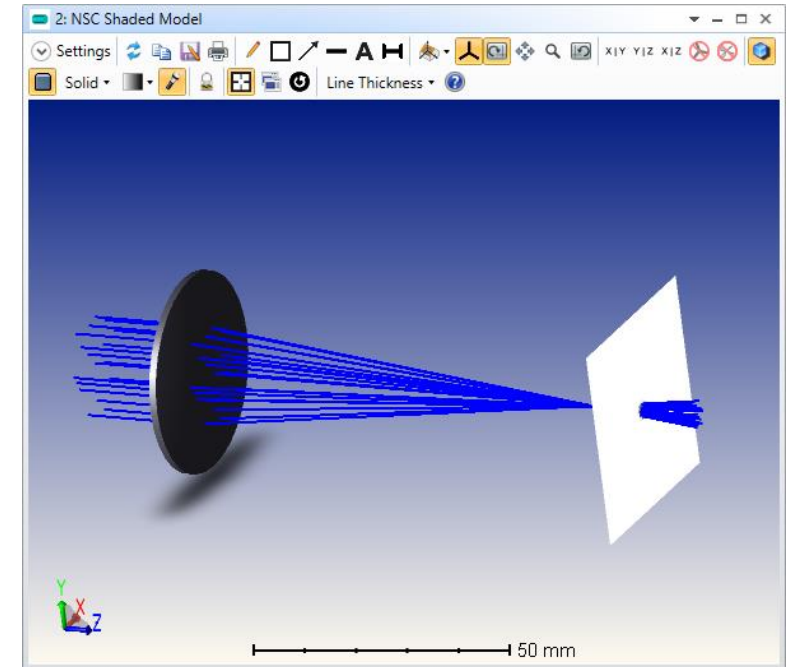 2: NSC Shaded Model
Settings A X|Y Y|Z X|Z
Solid Line Thickness
Y
X
Z
50 mm